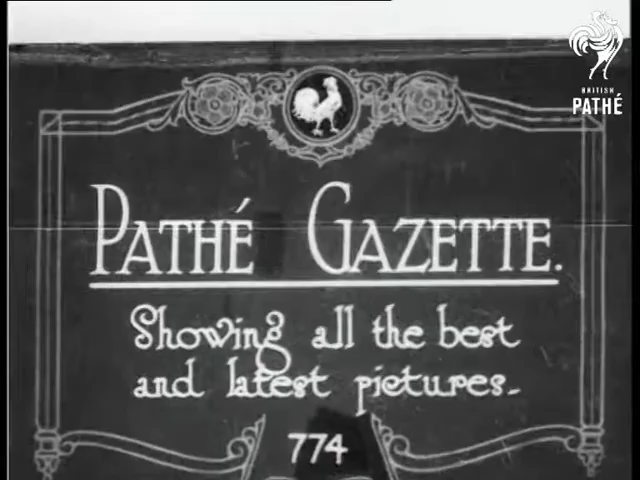 BRITISH
PATHÉ
PATHÉ GAZETTE.
Showing all the best
and latest pictures.
774